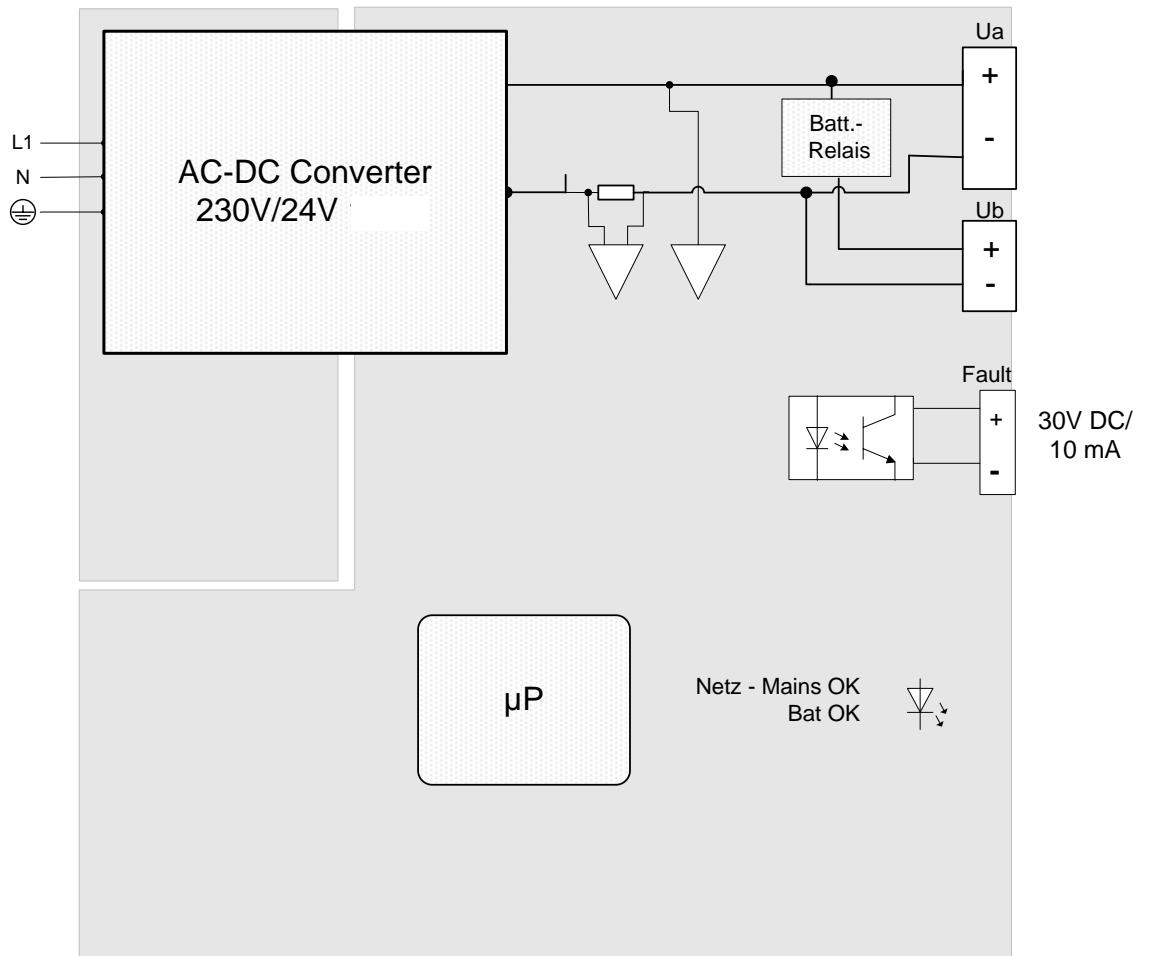 Ua
+
-
Batt.-
Relais
L1
N
AC-DC Converter
230V/24V
Ub
+
-
Fault
+
-
30V DC/
10 mA
µP
Netz - Mains OK
Bat OK